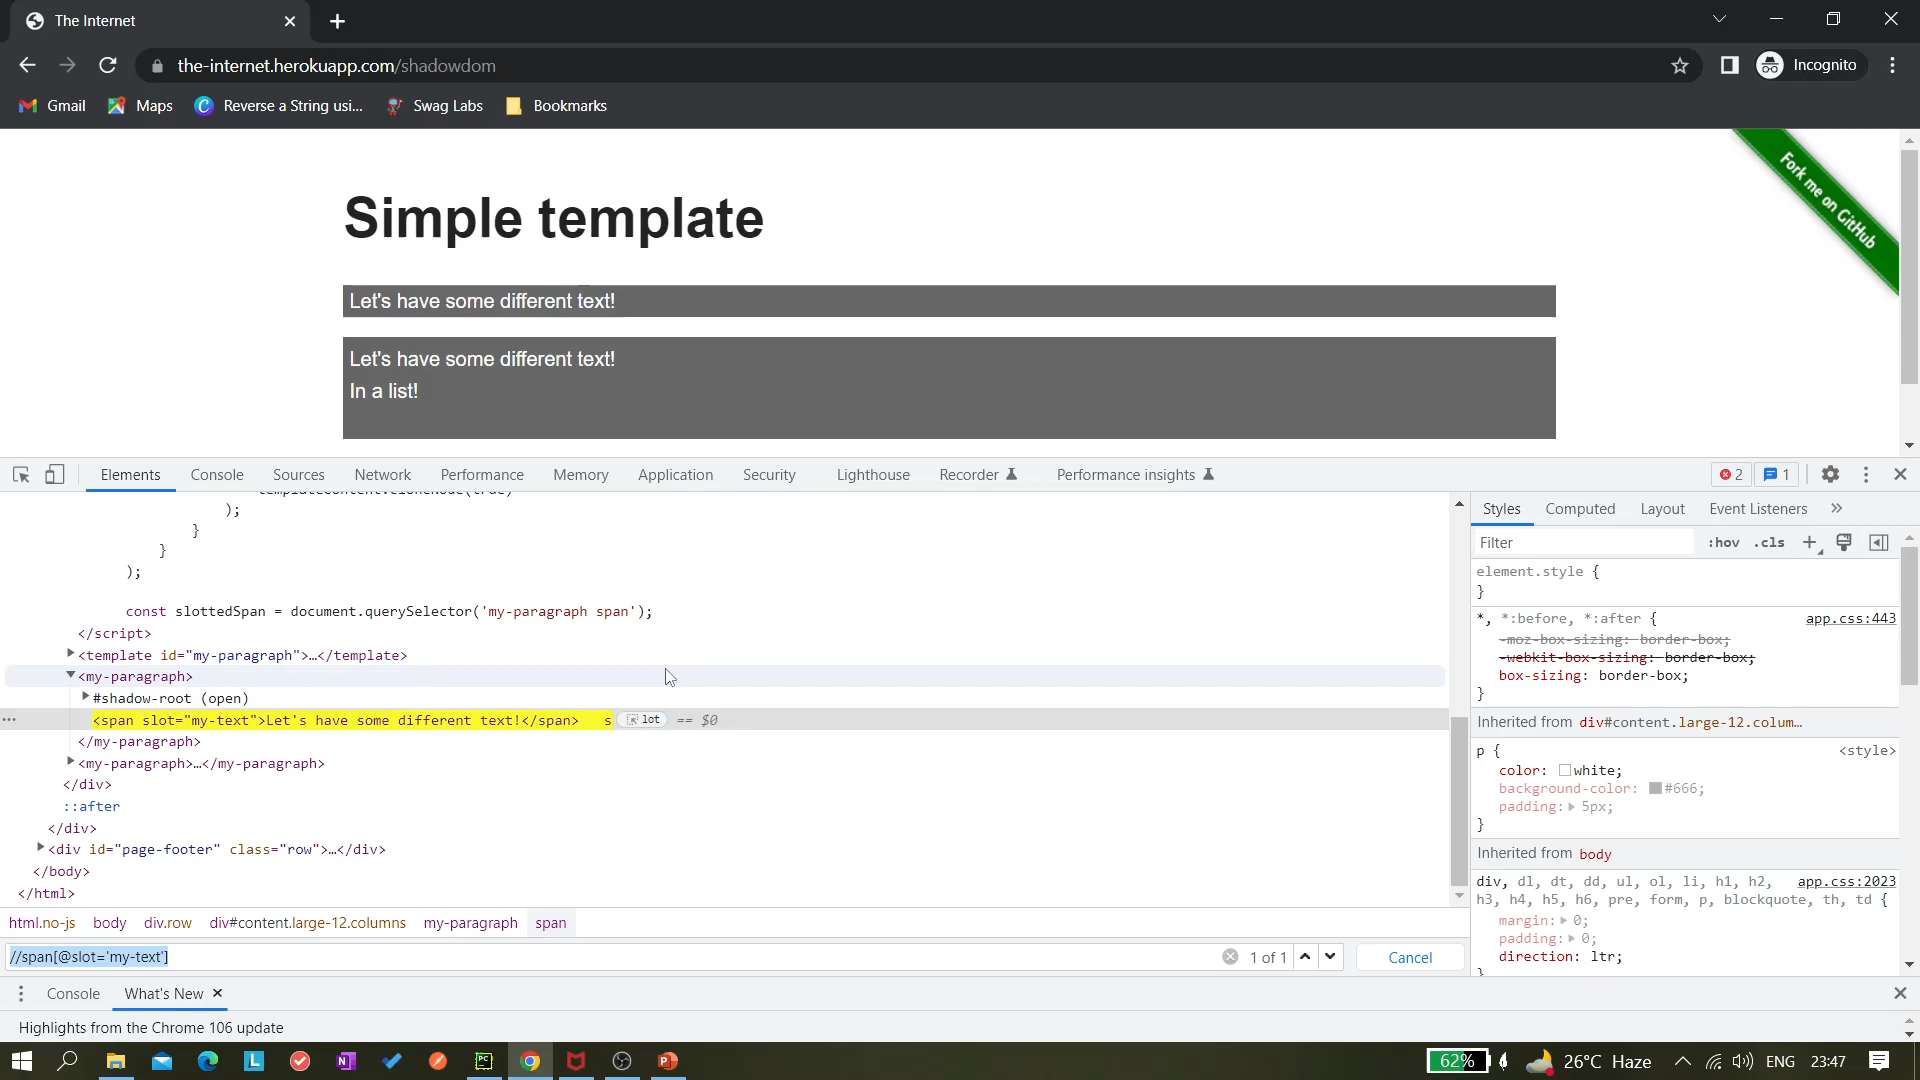 The Internet
the-internet.herokuapp.com/shadowdom
Incognito
Gmail
Maps
Reverse a String usi...
Swag Labs
Bookmarks
Fork me on GitHub
Simple template
Let's have some different text!
Let's have some different text!
In a list!
Elements
Console
Sources
Network
Performance
Memory
Application
Security
Lighthouse
Recorder
Performance insights
2
1
templateContent.cloneNode(true)
);
}
}
);
const slottedSpan = document.querySelector('my-paragraph span');
</script>
<template id="my-paragraph">…</template>
<my-paragraph>
#shadow-root (open)
<span slot="my-text">Let's have some different text!</span> s lot == $0
</my-paragraph>
<my-paragraph>…</my-paragraph>
</div>
::after
</div>
<div id="page-footer" class="row">…</div>
</body>
</html>
html.no-js body div.row div#content.large-12.columns my-paragraph span
//span[@slot='my-text']
1 of 1
Cancel
Styles
Computed
Layout
Event Listeners
Filter
:hov .cls
element.style {
}
*, *:before, *:after {
app.css:443
-moz-box-sizing: border-box;
-webkit-box-sizing: border-box;
box-sizing: border-box;
}
Inherited from div#content.large-12.colum…
p {
<style>
color: white;
background-color: #666;
padding: 5px;
}
Inherited from body
div, dl, dt, dd, ul, ol, li, h1, h2,
app.css:2023
h3, h4, h5, h6, pre, form, p, blockquote, th, td {
margin: 0;
padding: 0;
direction: ltr;
}
Console
What's New
Highlights from the Chrome 106 update
62%
26°C Haze
ENG
23:47